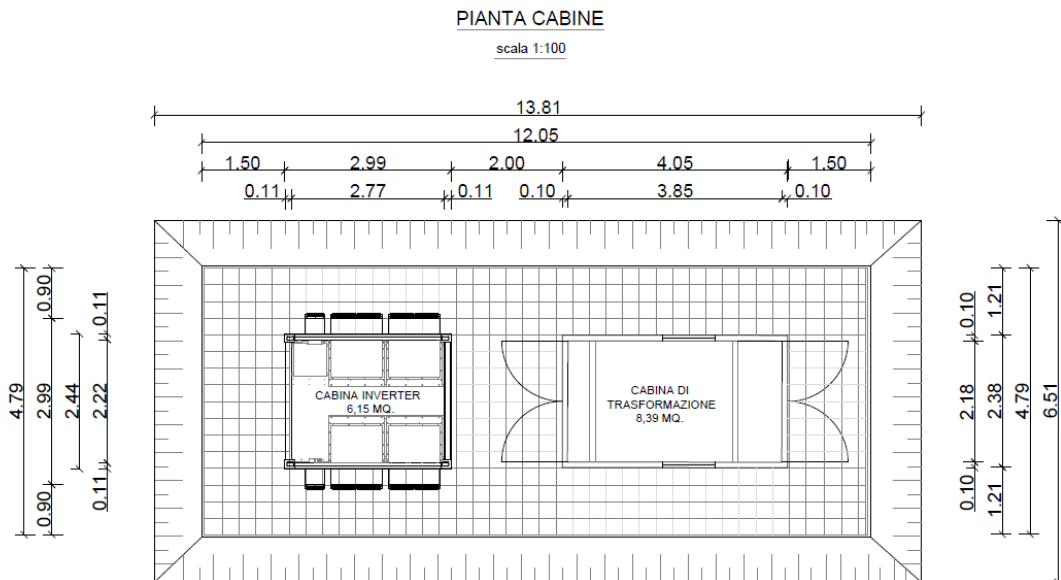 PIANTA CABINE
scala 1:100
13.81
12.05
1.50 2.99 2.00 4.05 1.50
0.11 2.77 0.11 0.10 3.85 0.10
4.79
0.90
2.99
0.90
2.44
0.11
2.22
0.11
CABINA INVERTER
6,15 MQ.
CABINA DI
TRASFORMAZIONE
8,39 MQ.
0.10
2.18
0.10
1.21
2.38
1.21
4.79
6.51